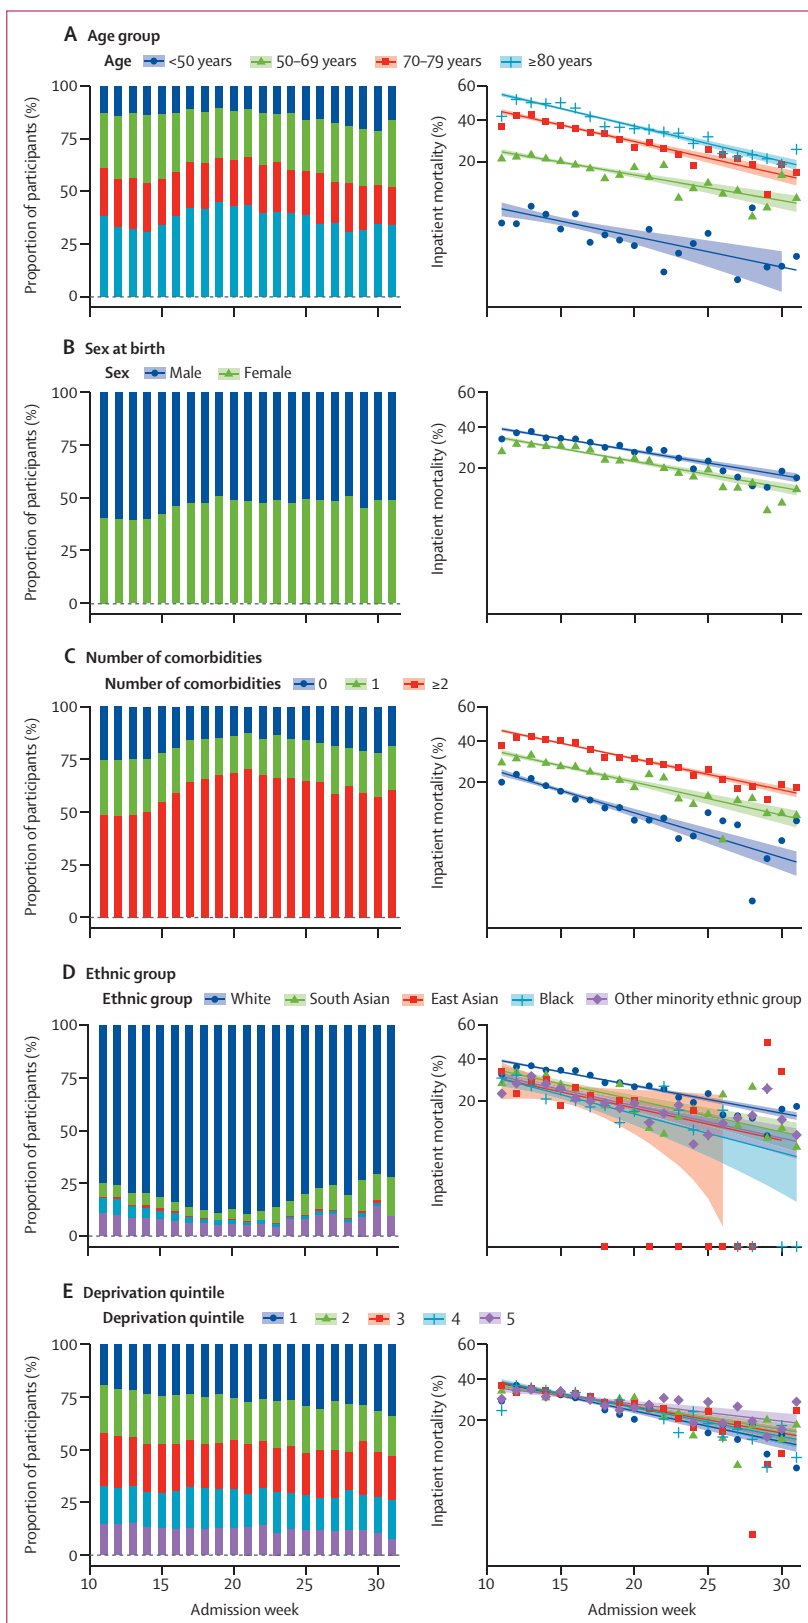 A Age group
Age <50 years 50–69 years 70–79 years ≥80 years
Proportion of participants (%)
100
75
50
25
0
Inpatient mortality (%)
60
40
20
B Sex at birth
Sex Male Female
Proportion of participants (%)
100
75
50
25
0
Inpatient mortality (%)
60
40
20
C Number of comorbidities
Number of comorbidities 0 1 ≥2
Proportion of participants (%)
100
75
50
25
0
Inpatient mortality (%)
60
40
20
D Ethnic group
Ethnic group White South Asian East Asian Black Other minority ethnic group
Proportion of participants (%)
100
75
50
25
0
Inpatient mortality (%)
60
40
20
E Deprivation quintile
Deprivation quintile 1 2 3 4 5
Proportion of participants (%)
100
75
50
25
0
10 15 20 25 30
Admission week
Inpatient mortality (%)
60
40
20
10 15 20 25 30
Admission week